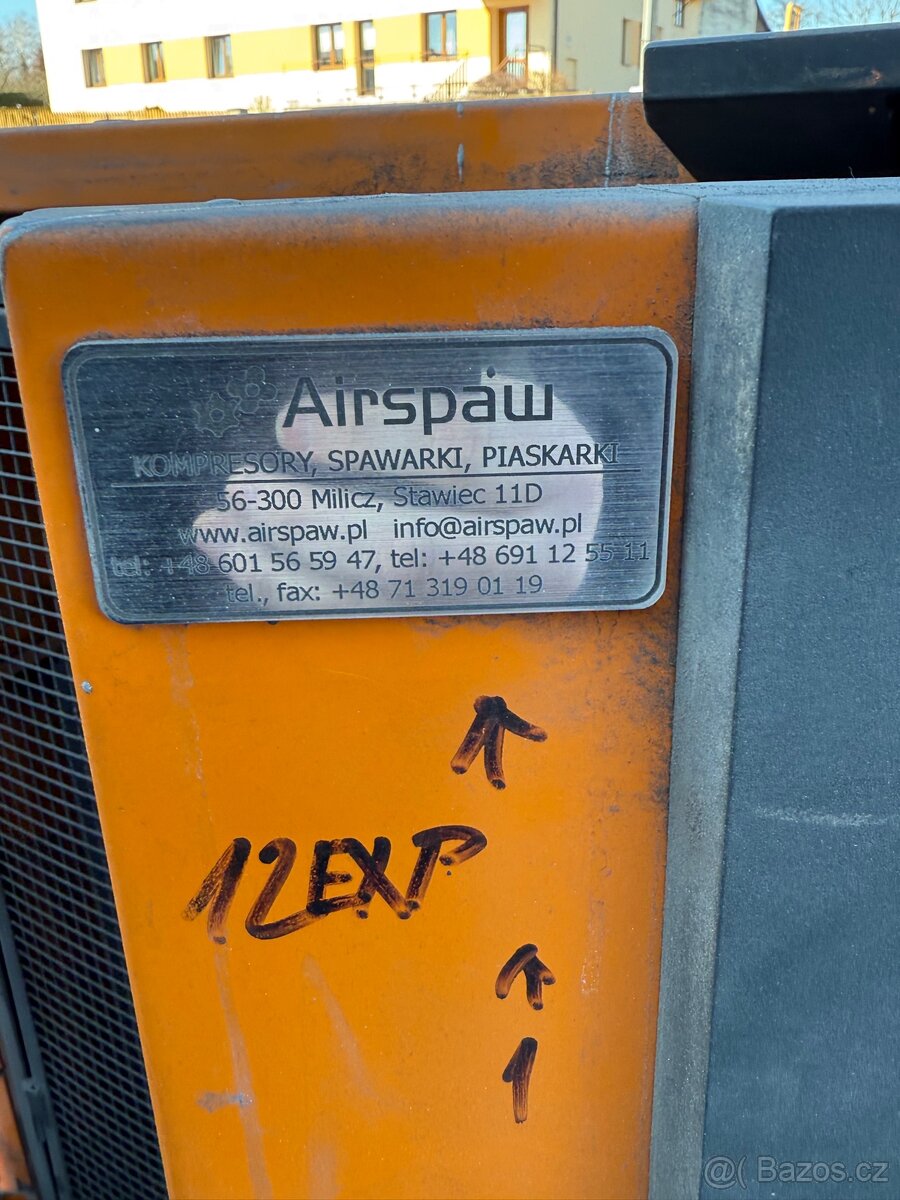 Airspaw
KOMPRESORY, SPAWARKI, PIASKARKI
56-300 Milicz, Stawiec 11D
www.airspaw.pl info@airspaw.pl
tel: +48 601 56 59 47, tel: +48 691 12 55 11
tel., fax: +48 71 319 01 19
12EXP
1
@( Bazos.cz